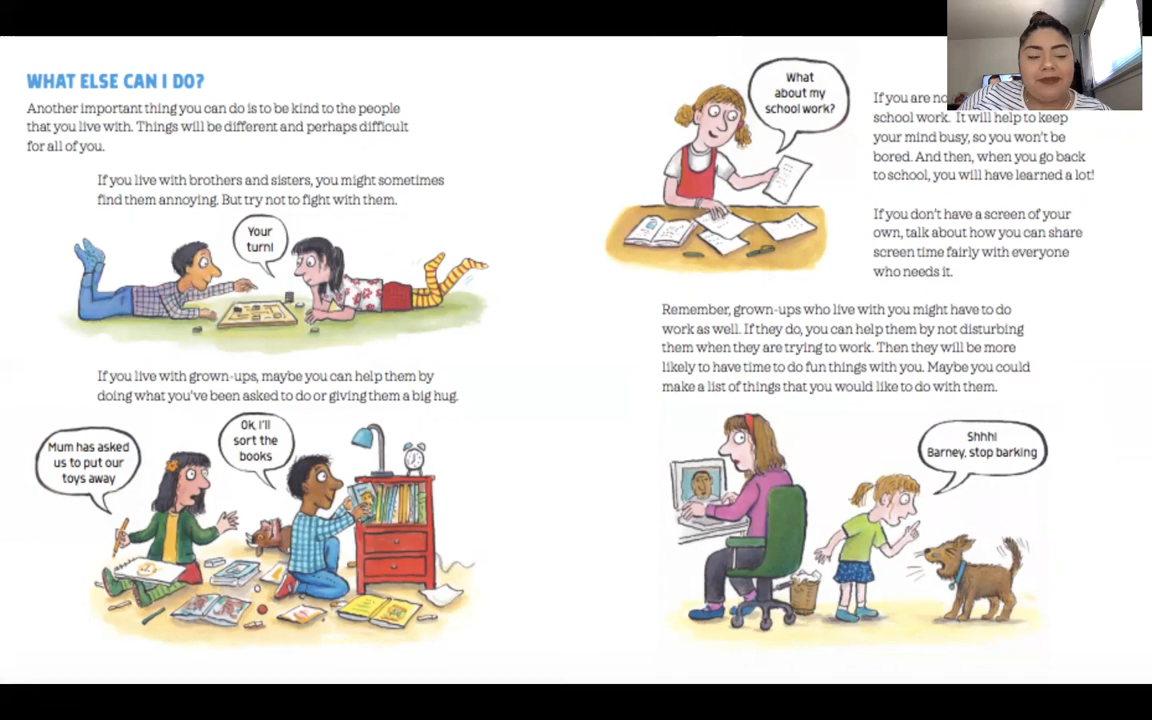 WHAT ELSE CAN I DO?
Another important thing you can do is to be kind to the people
that you live with. Things will be different and perhaps difficult
for all of you.
If you live with brothers and sisters, you might sometimes
find them annoying. But try not to fight with them.
Your
turn!
If you live with grown-ups, maybe you can help them by
doing what you've been asked to do or giving them a big hug.
Mum has asked
us to put our
toys away
Ok, I'll
sort the
books
What
about my
school work?
If you are no
school work. It will help to keep
your mind busy, so you won't be
bored. And then, when you go back
to school, you will have learned a lot!
If you don't have a screen of your
own, talk about how you can share
screen time fairly with everyone
who needs it.
Remember, grown-ups who live with you might have to do
work as well. If they do, you can help them by not disturbing
them when they are trying to work. Then they will be more
likely to have time to do fun things with you. Maybe you could
make a list of things that you would like to do with them.
Shhh!
Barney, stop barking